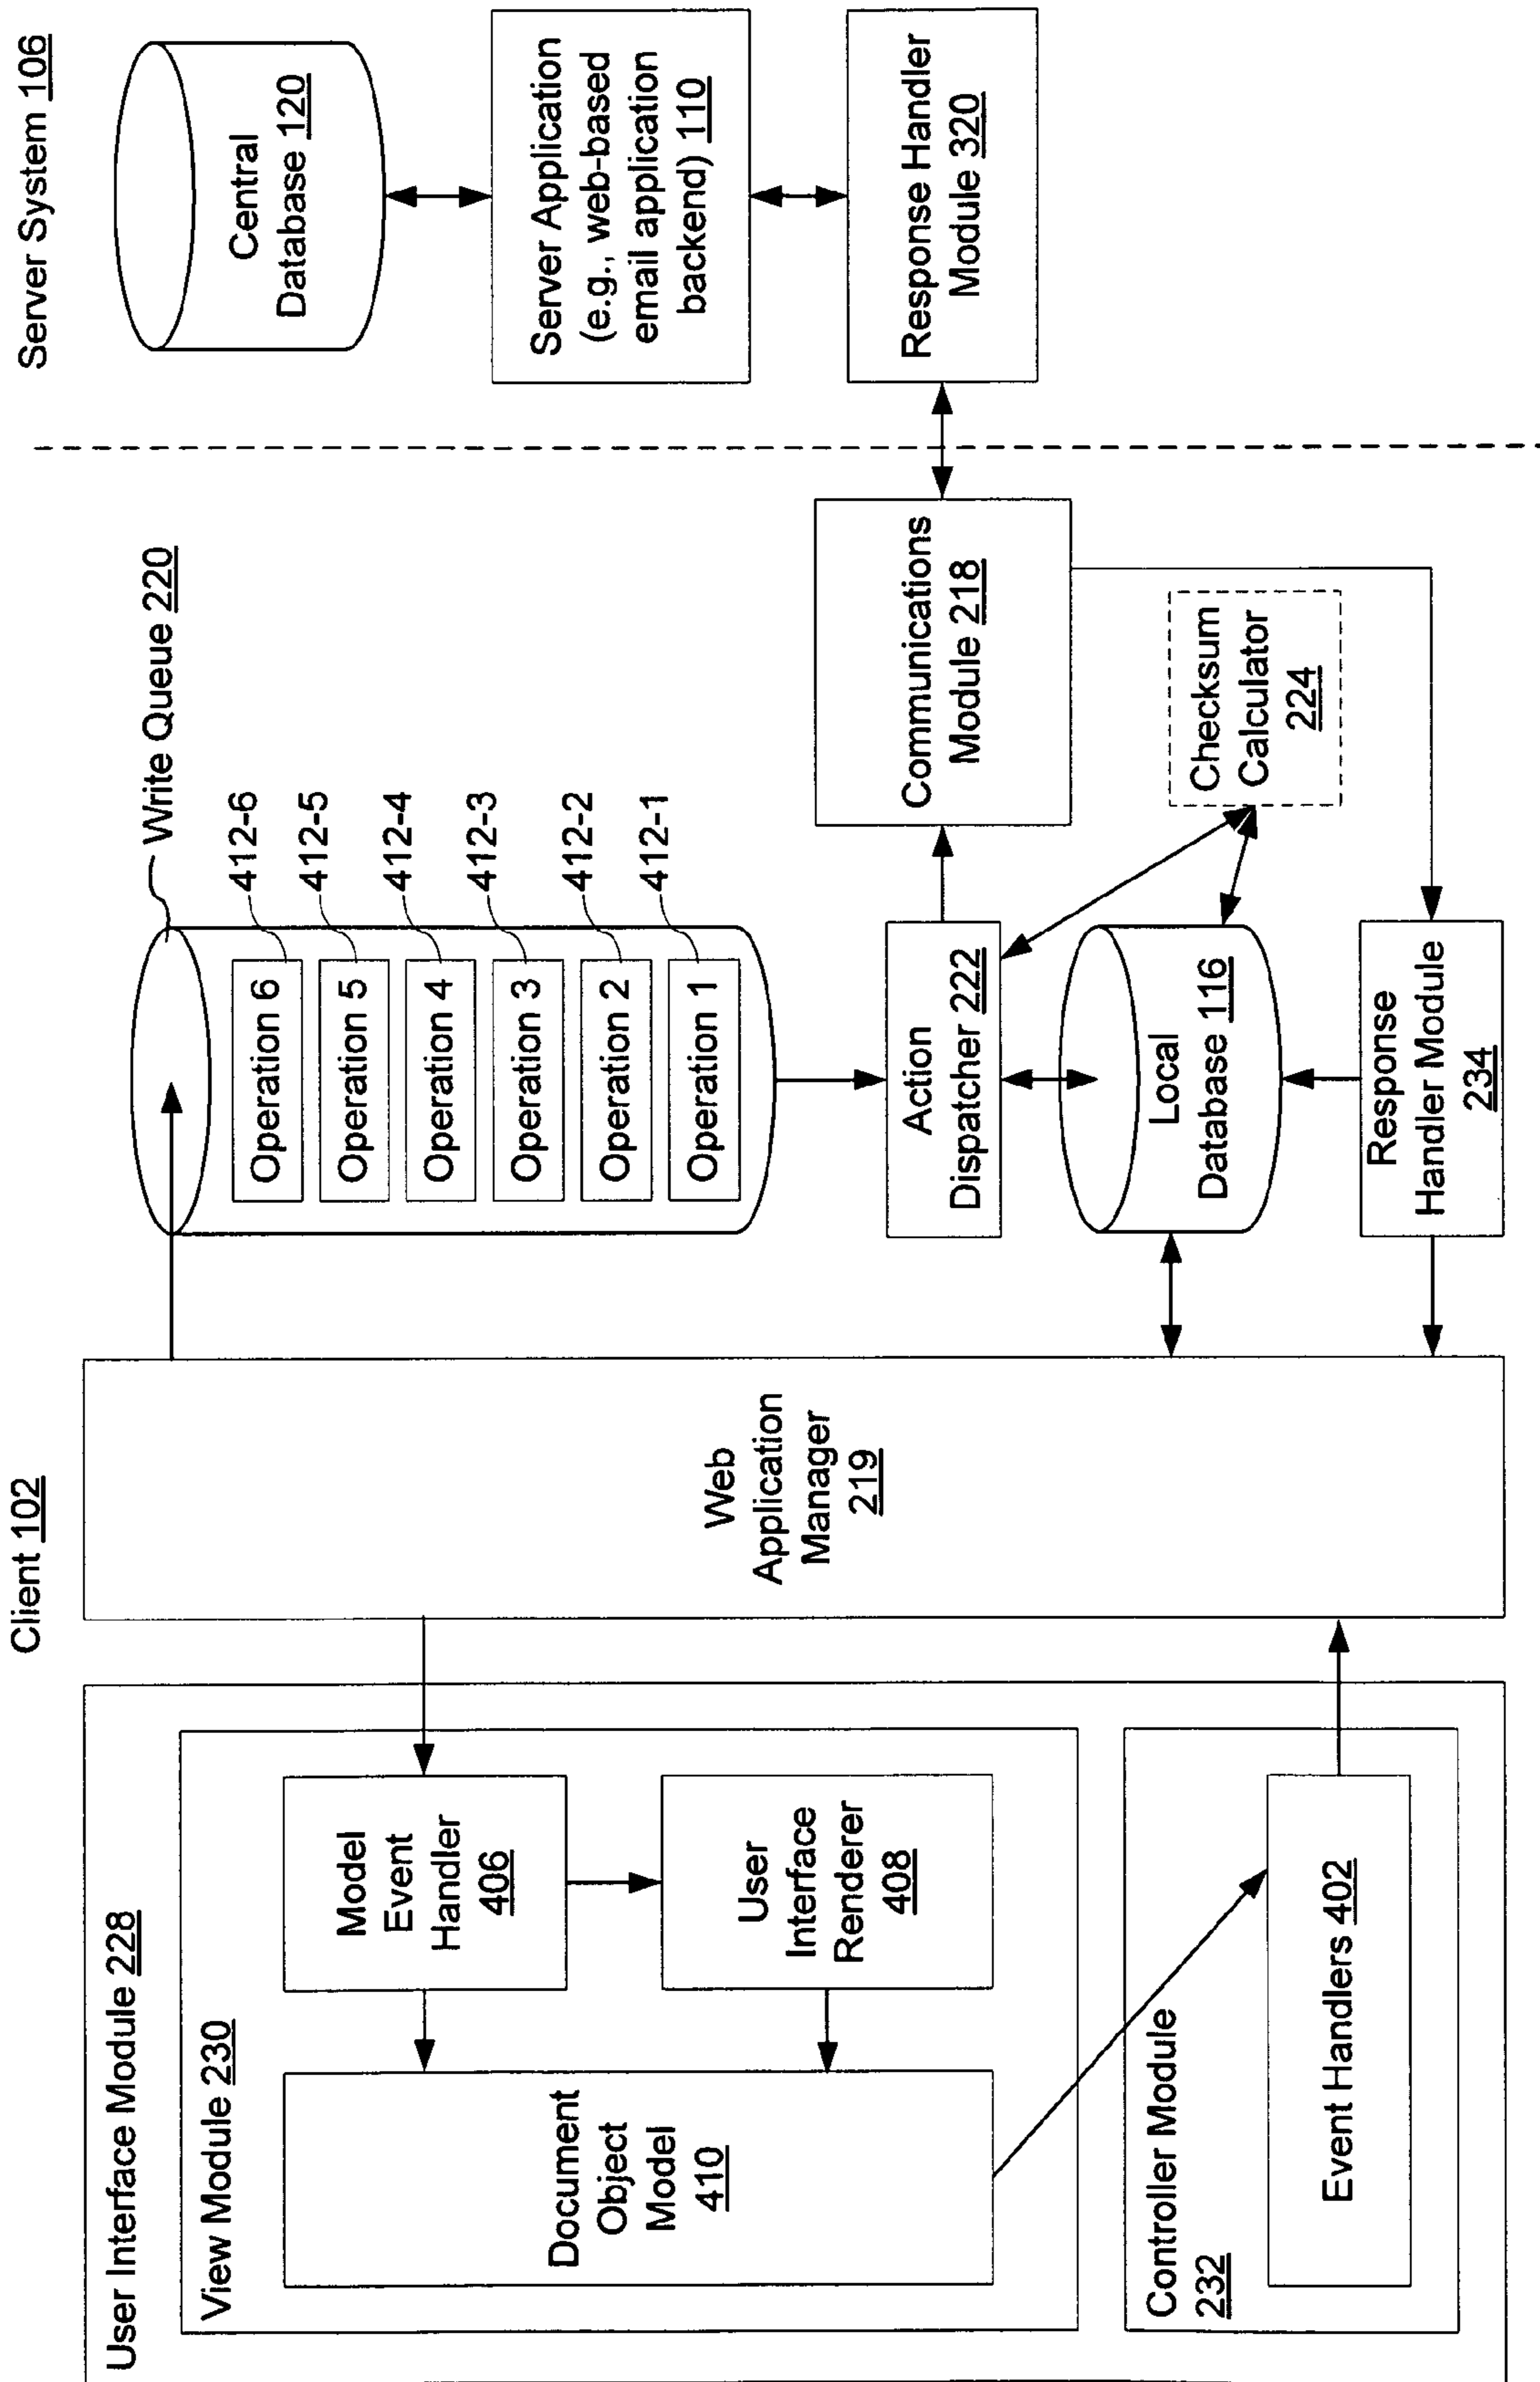 Client 102
Server System 106
User Interface Module 228
View Module 230
Document
Object
Model
410
Model
Event
Handler
406
User
Interface
Renderer
408
Controller Module
232
Event Handlers 402
Web
Application
Manager
219
Write Queue 220
Operation 6
412-6
Operation 5
412-5
Operation 4
412-4
Operation 3
412-3
Operation 2
412-2
Operation 1
412-1
Action
Dispatcher 222
Communications
Module 218
Checksum
Calculator
224
Local
Database 116
Response
Handler Module
234
Central
Database 120
Server Application
(e.g., web-based
email application
backend) 110
Response Handler
Module 320